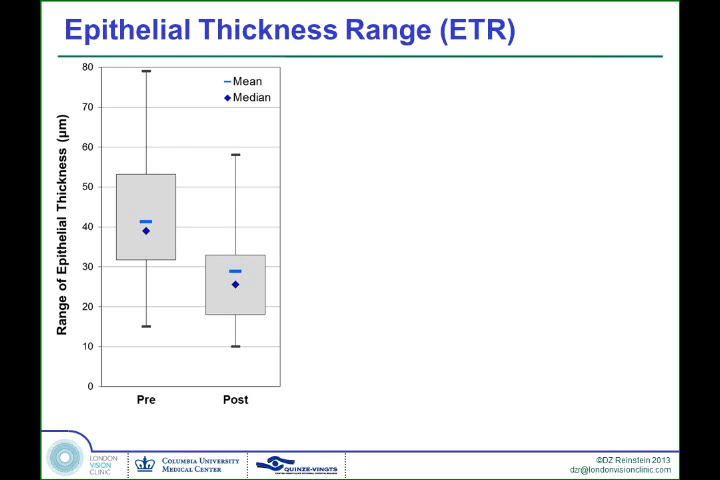 Epithelial Thickness Range (ETR)
80
70
60
50
40
30
20
10
0
Range of Epithelial Thickness (µm)
Mean
Median
Pre
Post
LONDON
VISION
CLINIC
COLUMBIA UNIVERSITY
MEDICAL CENTER
QUINZE-VINGTS
©DZ Reinstein 2013
dzr@londonvisionclinic.com